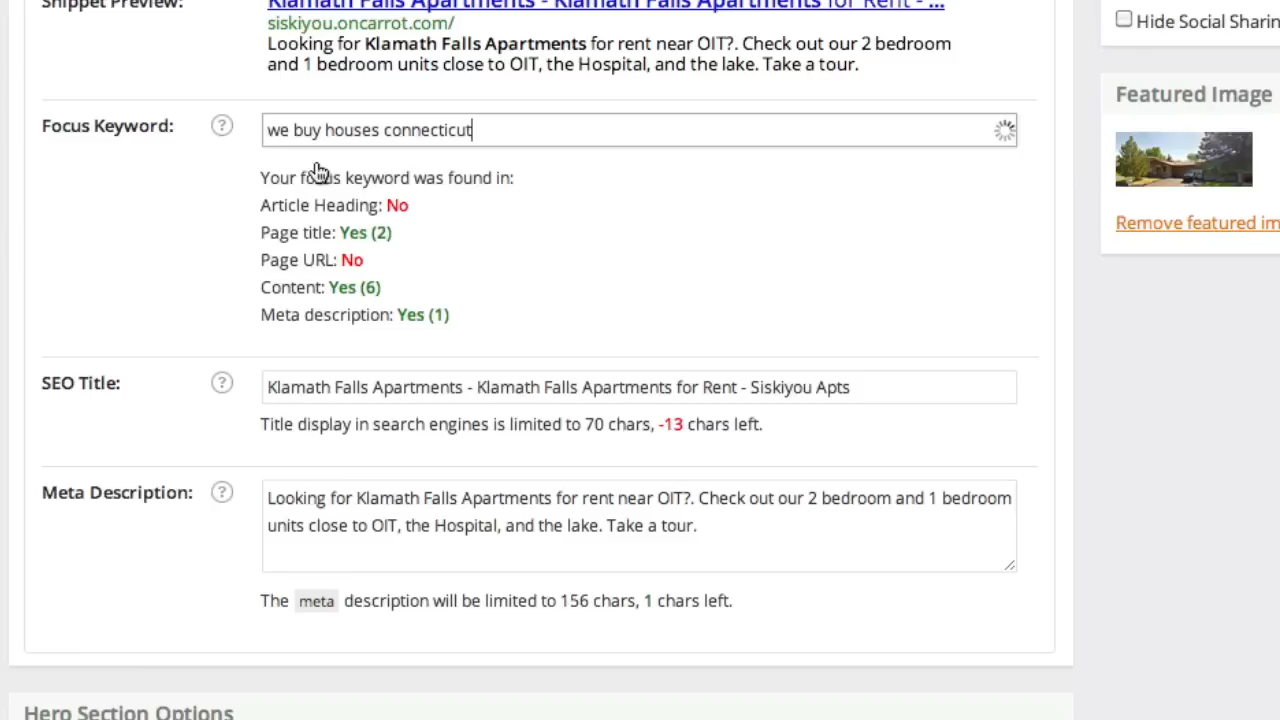 Snippet Preview:
Klamath Falls Apartments - Klamath Falls Apartments for Rent - ...
siskiyou.oncarrot.com/
Looking for Klamath Falls Apartments for rent near OIT?. Check out our 2 bedroom
and 1 bedroom units close to OIT, the Hospital, and the lake. Take a tour.
Focus Keyword:
?
we buy houses connecticut
Your focus keyword was found in:
Article Heading: No
Page title: Yes (2)
Page URL: No
Content: Yes (6)
Meta description: Yes (1)
SEO Title:
?
Klamath Falls Apartments - Klamath Falls Apartments for Rent - Siskiyou Apts
Title display in search engines is limited to 70 chars, -13 chars left.
Meta Description:
?
Looking for Klamath Falls Apartments for rent near OIT?. Check out our 2 bedroom and 1 bedroom
units close to OIT, the Hospital, and the lake. Take a tour.
The meta description will be limited to 156 chars, 1 chars left.
Hero Section Options
Hide Social Sharin
Featured Image
Remove featured im